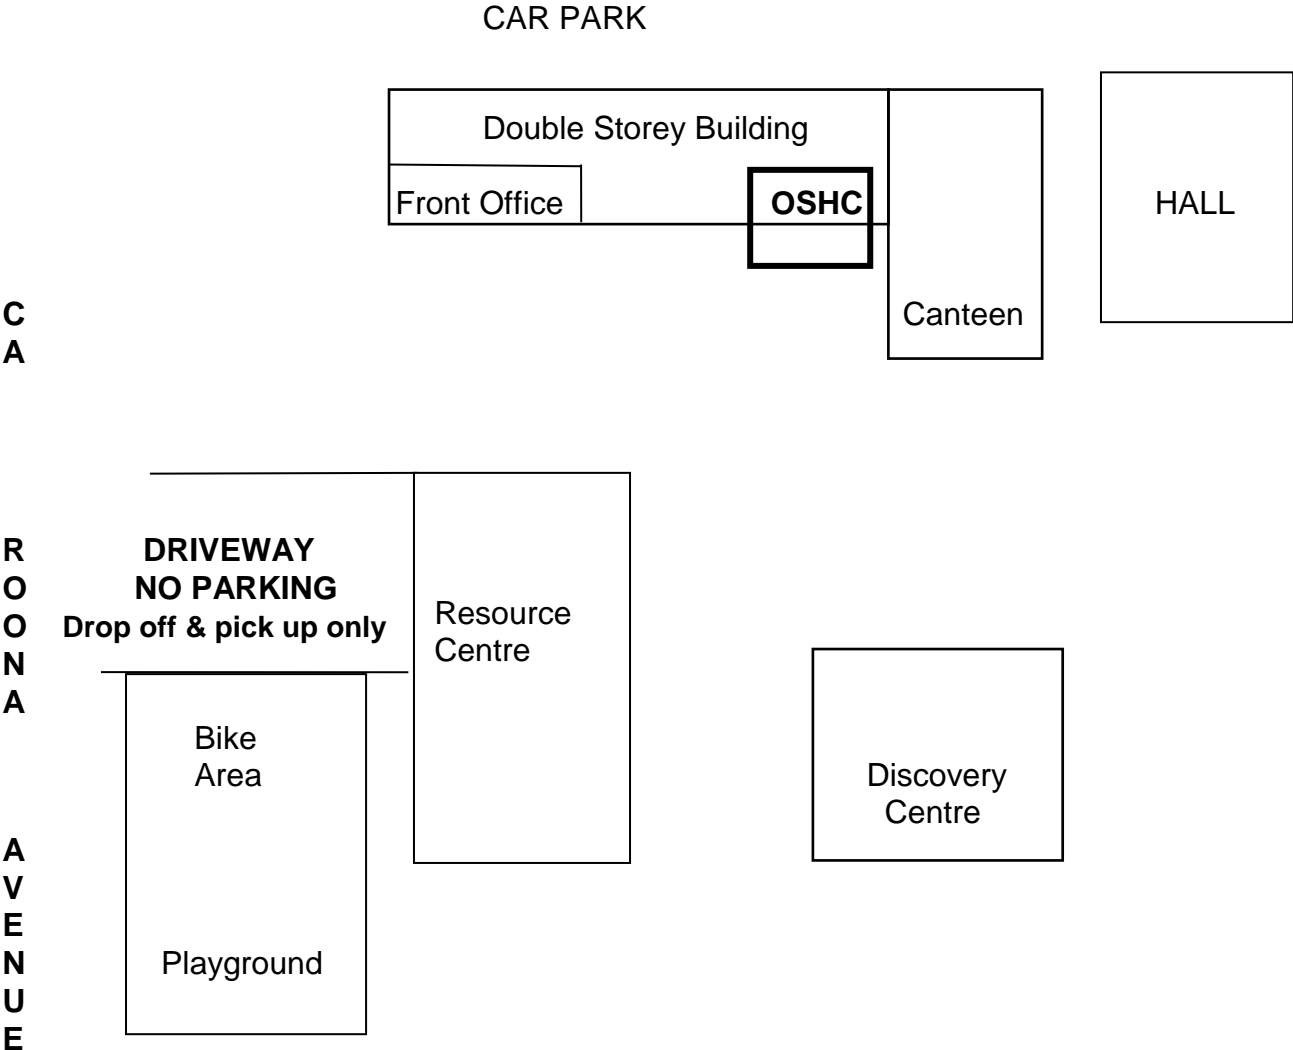 CAR PARK
Double Storey Building
Front Office
OSHC
HALL
Canteen
C
A
R
O
O
N
A
A
V
E
N
U
E
DRIVEWAY
NO PARKING
Drop off & pick up only
Resource
Centre
Bike
Area
Discovery
Centre
Playground